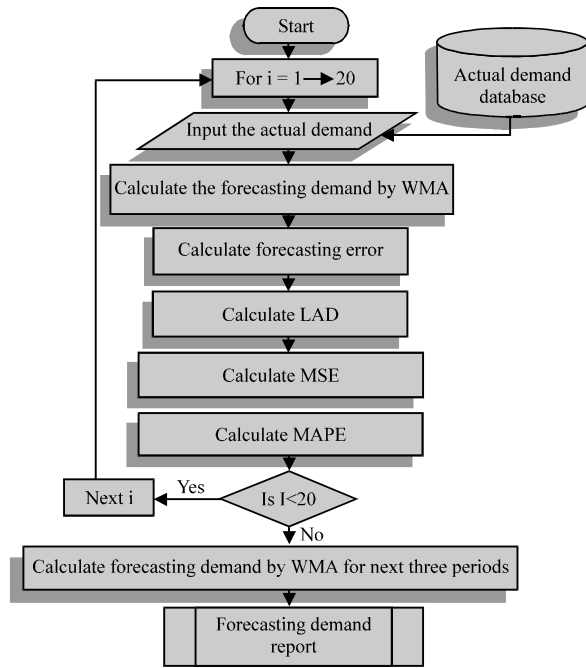 Start
For i = 1 → 20
Actual demand
database
Input the actual demand
Calculate the forecasting demand by WMA
Calculate forecasting error
Calculate LAD
Calculate MSE
Calculate MAPE
Next i
Yes
Is I<20
No
Calculate forecasting demand by WMA for next three periods
Forecasting demand
report